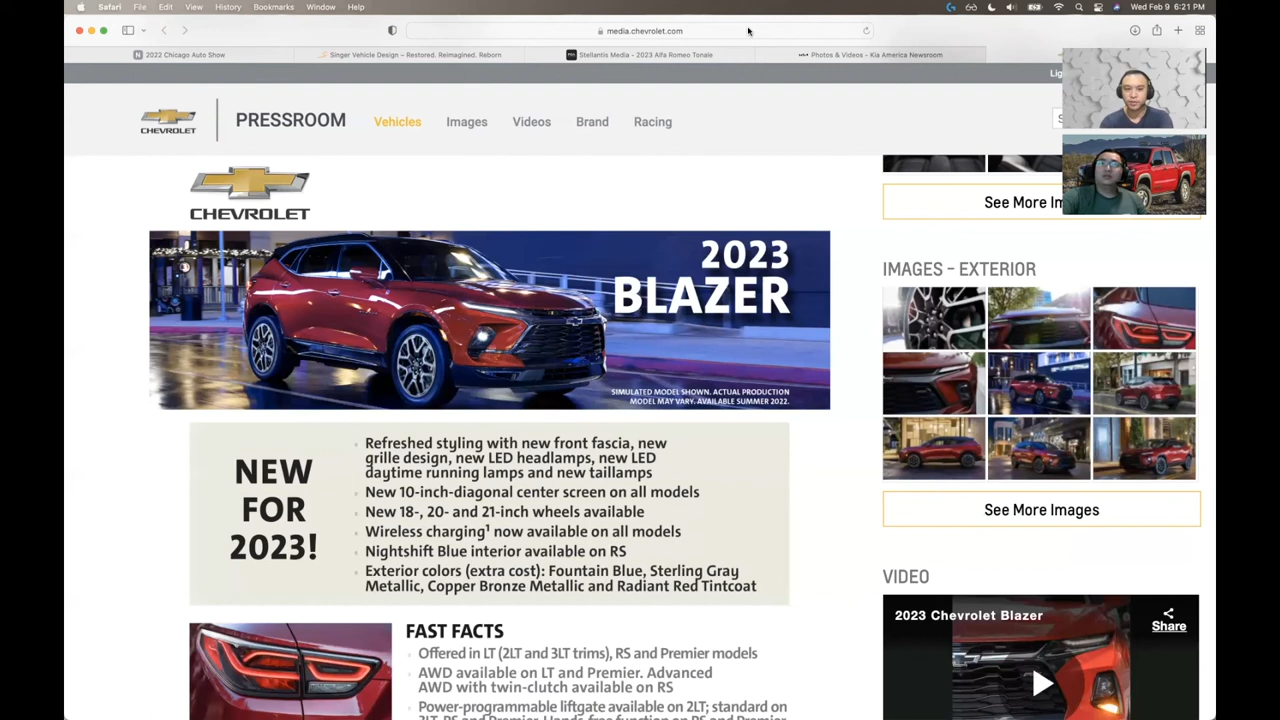 Safari File Edit View History Bookmarks Window Help
Wed Feb 9 6:21 PM
media.chevrolet.com
2022 Chicago Auto Show
Singer Vehicle Design – Restored. Reimagined. Reborn
Stellantis Media - 2023 Alfa Romeo Tonale
Photos & Videos - Kia America Newsroom
CHEVROLET
PRESSROOM
Vehicles Images Videos Brand Racing
CHEVROLET
2023
BLAZER
SIMULATED MODEL SHOWN. ACTUAL PRODUCTION
MODEL MAY VARY. AVAILABLE SUMMER 2022.
NEW
FOR
2023!
Refreshed styling with new front fascia, new
grille design, new LED headlamps, new LED
daytime running lamps and new taillamps
New 10-inch-diagonal center screen on all models
New 18-, 20- and 21-inch wheels available
Wireless charging¹ now available on all models
Nightshift Blue interior available on RS
Exterior colors (extra cost): Fountain Blue, Sterling Gray
Metallic, Copper Bronze Metallic and Radiant Red Tintcoat
FAST FACTS
Offered in LT (2LT and 3LT trims), RS and Premier models
AWD available on LT and Premier. Advanced
AWD with twin-clutch available on RS
Power-programmable liftgate available on 2LT; standard on
See More
IMAGES - EXTERIOR
See More Images
VIDEO
2023 Chevrolet Blazer
Share